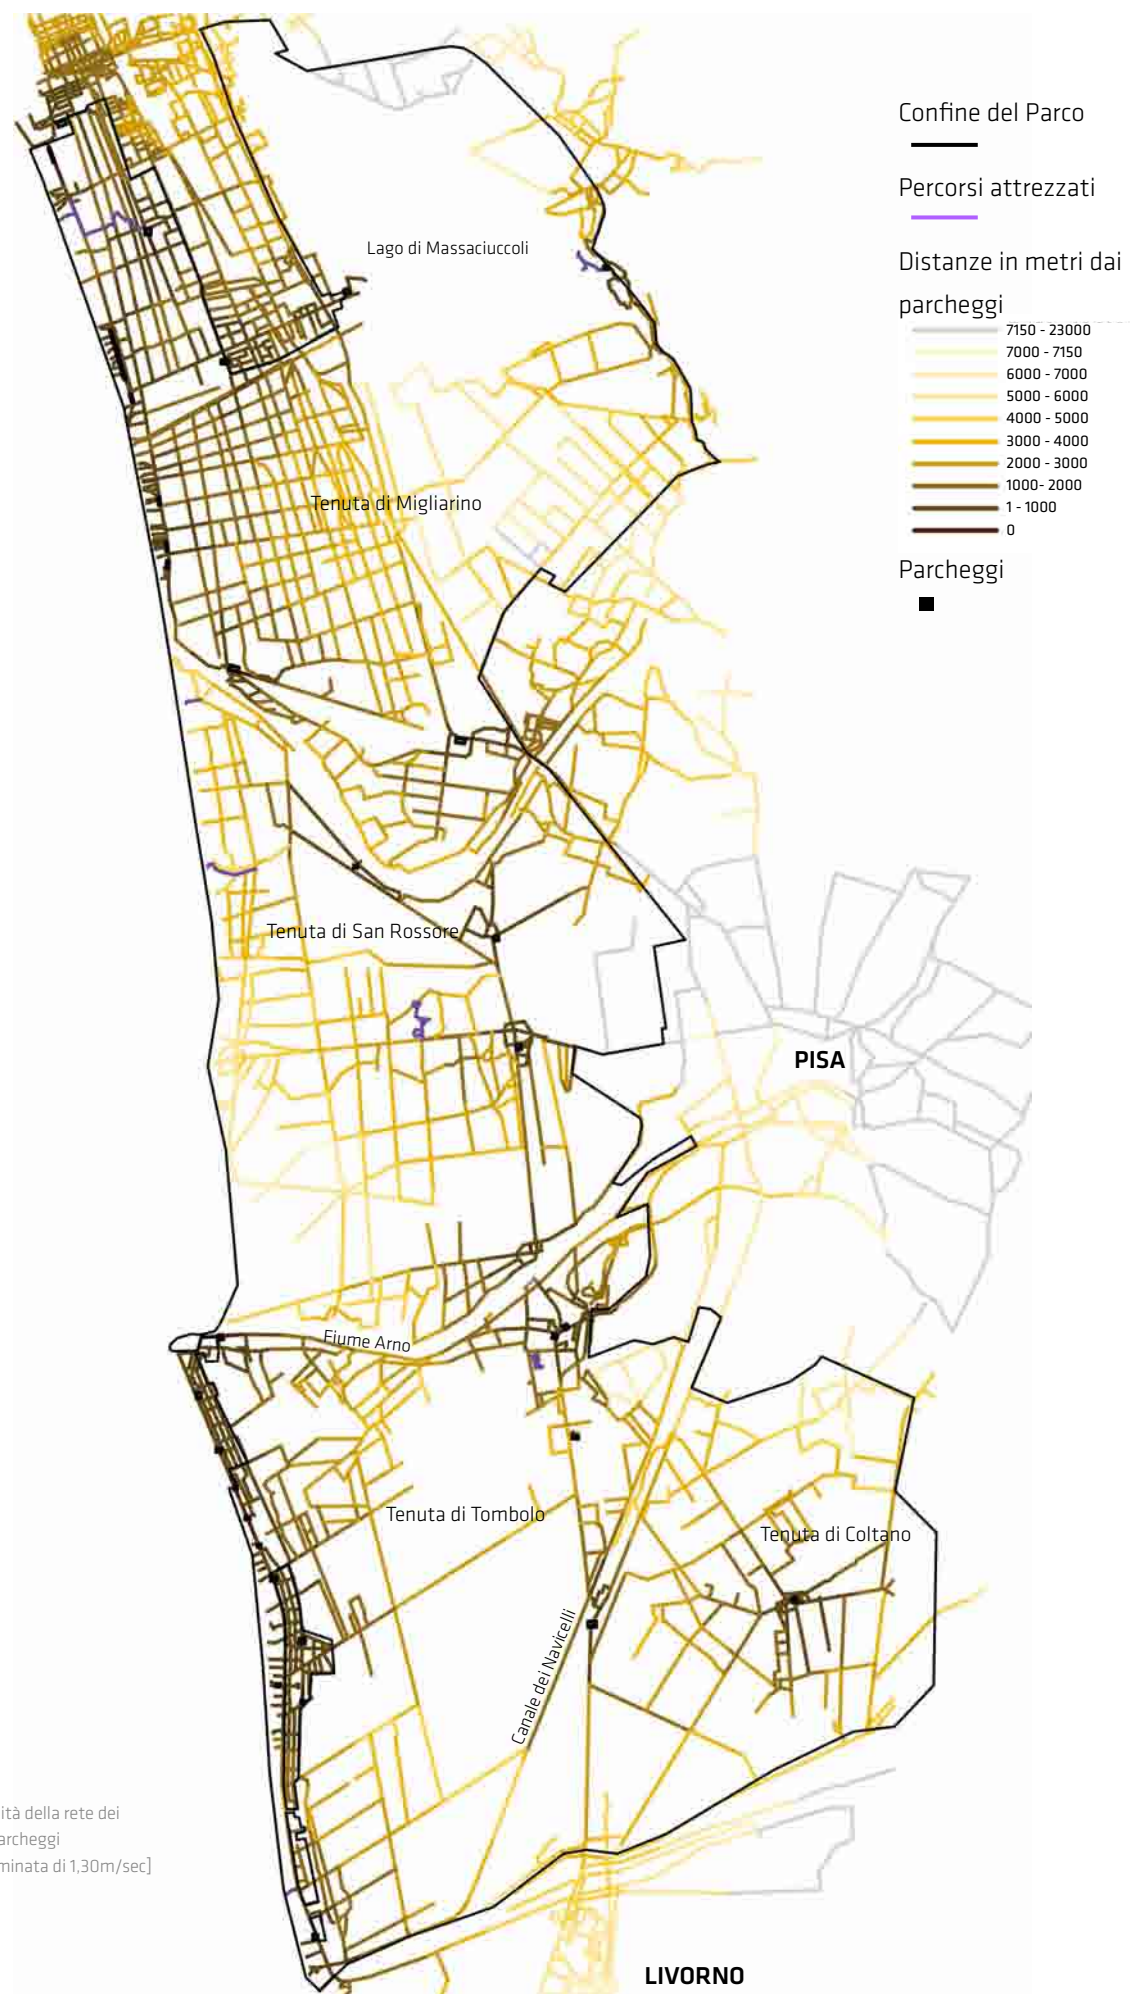 Confine del Parco
Percorsi attrezzati
Distanze in metri dai
parcheggi
7150 - 23000
7000 - 7150
6000 - 7000
5000 - 6000
4000 - 5000
3000 - 4000
2000 - 3000
1000- 2000
1 - 1000
0
Parcheggi
Lago di Massaciuccoli
Tenuta di Migliarino
Tenuta di San Rossore
PISA
Fiume Arno
Tenuta di Tombolo
Tenuta di Coltano
Canale dei Navicelli
ità della rete dei
archeggi
minata di 1,30m/sec]
LIVORNO